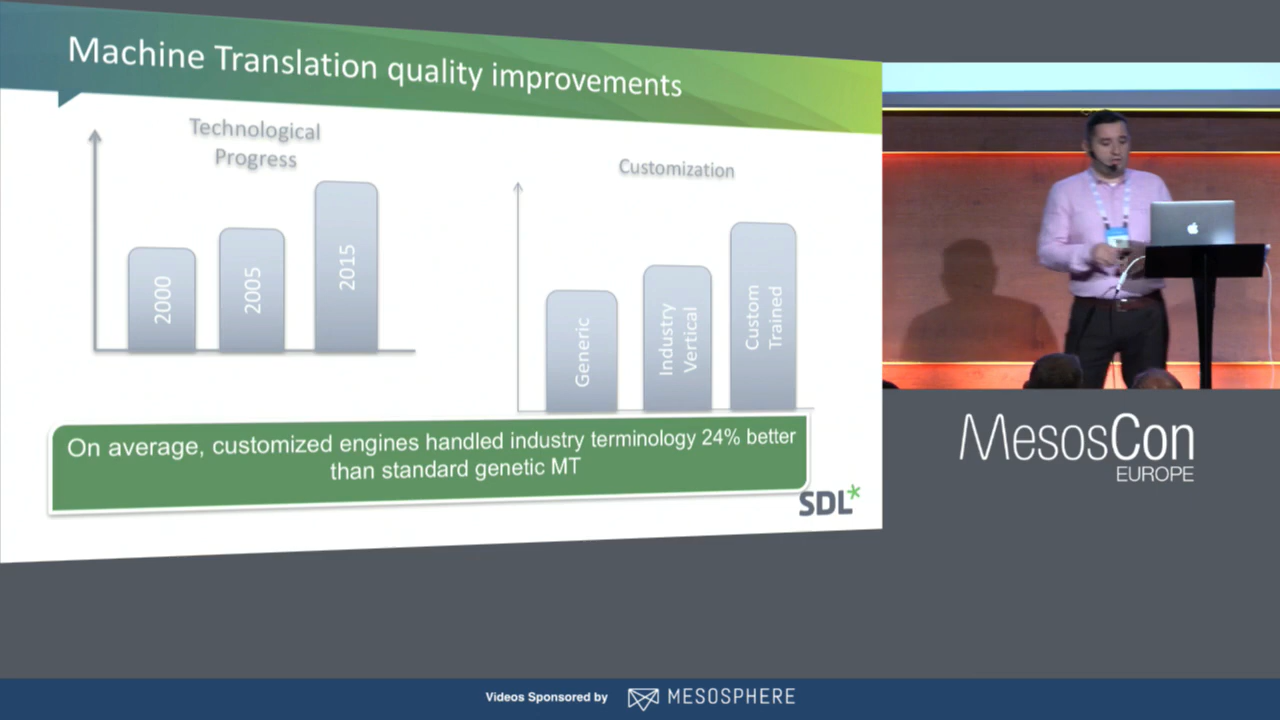 Machine Translation quality improvements
Technological
Progress
2000
2005
2015
Customization
Generic
Industry
Vertical
Custom
Trained
On average, customized engines handled industry terminology 24% better
than standard genetic MT
SDL*
MesosCon
EUROPE
Videos Sponsored by MESOSPHERE